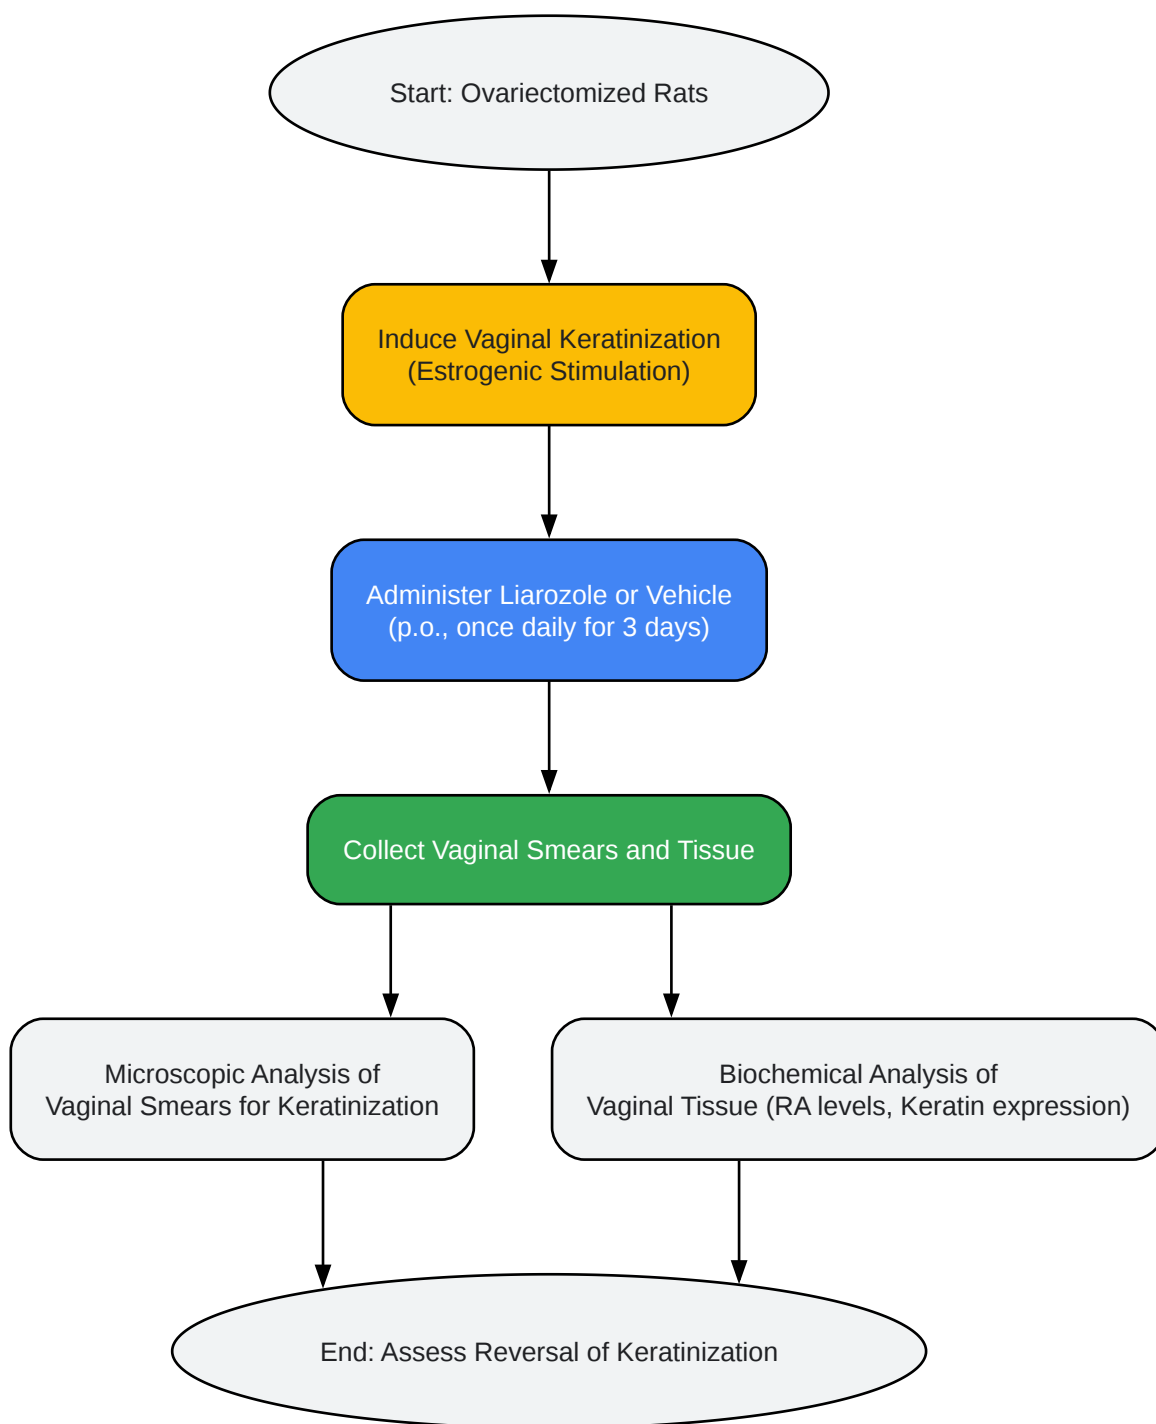 Start: Ovariectomized Rats
Induce Vaginal Keratinization
(Estrogenic Stimulation)
Administer Liarozole or Vehicle
(p.o., once daily for 3 days)
Collect Vaginal Smears and Tissue
Microscopic Analysis of
Vaginal Smears for Keratinization
Biochemical Analysis of
Vaginal Tissue (RA levels, Keratin expression)
End: Assess Reversal of Keratinization